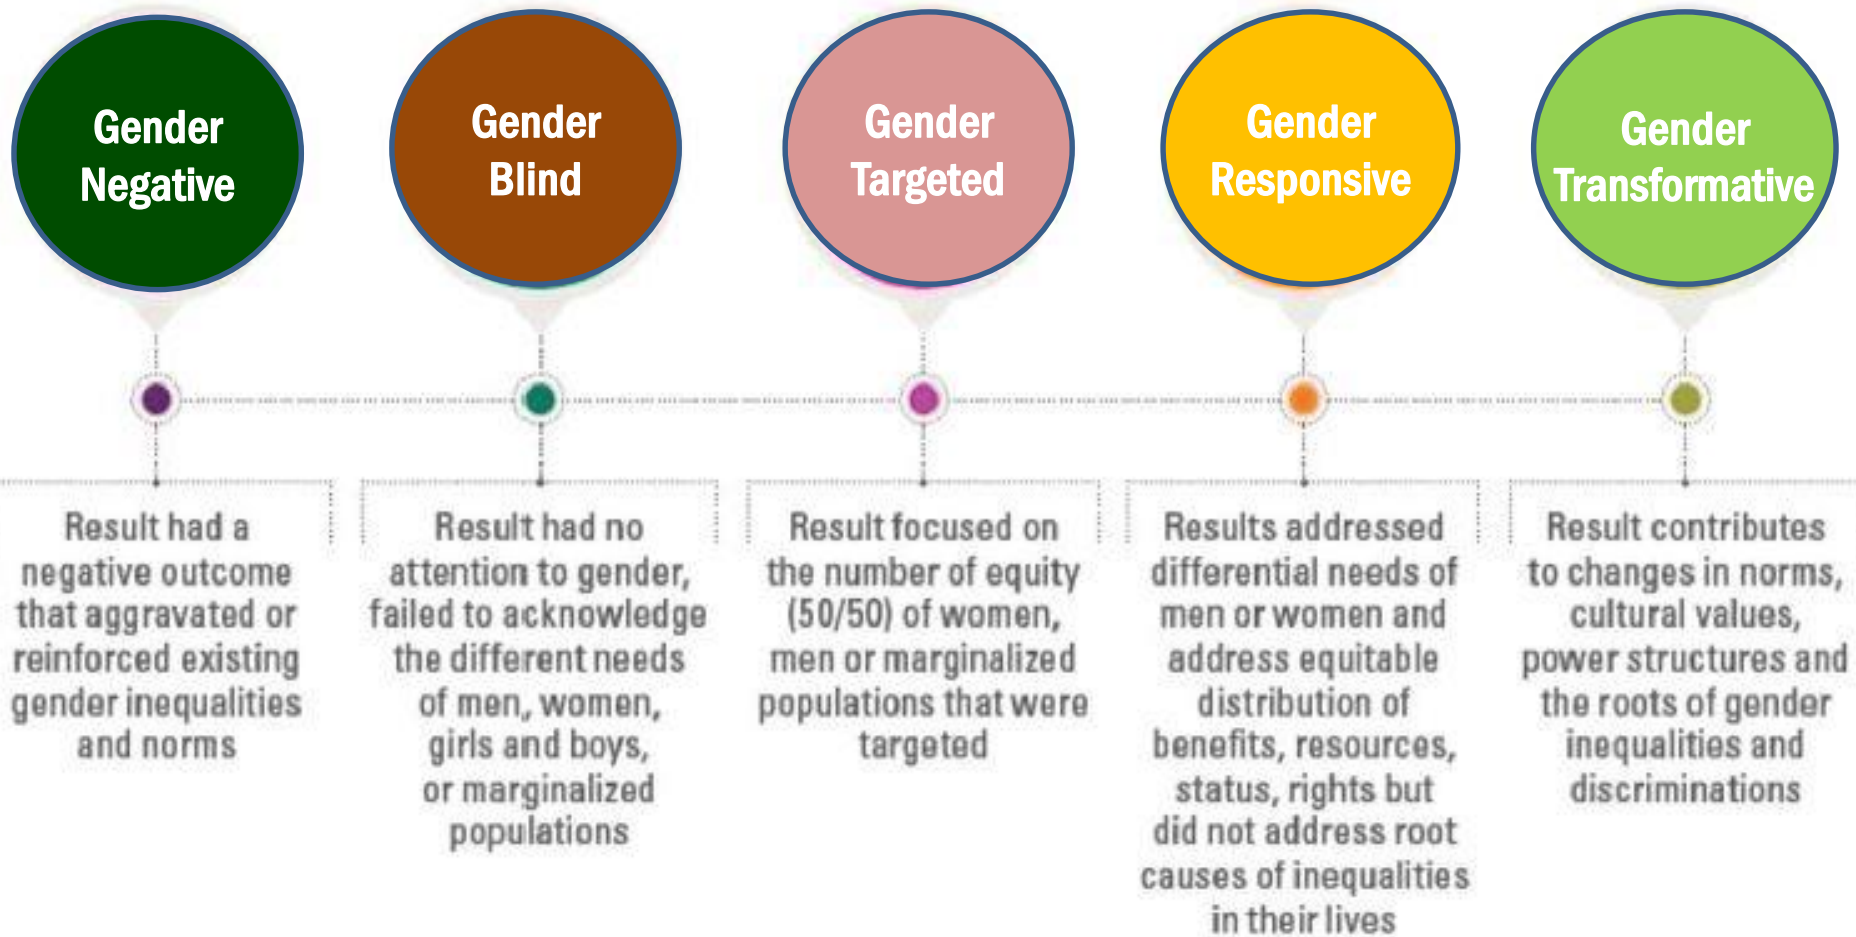 Gender
Negative
Gender
Blind
Gender
Targeted
Gender
Responsive
Gender
Transformative
Result had a
negative outcome
that aggravated or
reinforced existing
gender inequalities
and norms
Result had no
attention to gender,
failed to acknowledge
the different needs
of men, women,
girls and boys,
or marginalized
populations
Result focused on
the number of equity
(50/50) of women,
men or marginalized
populations that were
targeted
Results addressed
differential needs of
men or women and
address equitable
distribution of
benefits, resources,
status, rights but
did not address root
causes of inequalities
in their lives
Result contributes
to changes in norms,
cultural values,
power structures and
the roots of gender
inequalities and
discriminations